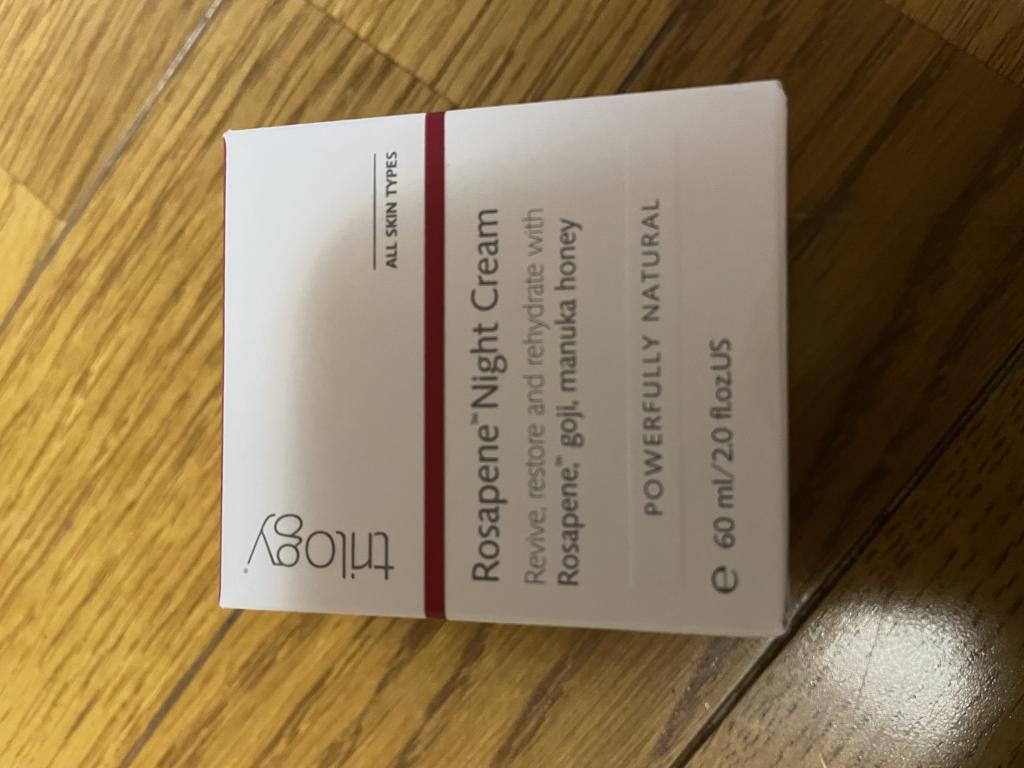 trilogy®
ALL SKIN TYPES
Rosapene™ Night Cream
Revive, restore and rehydrate with
Rosapene,™ goji, manuka honey
POWERFULLY NATURAL
℮ 60 ml/2.0 fl.oz.US